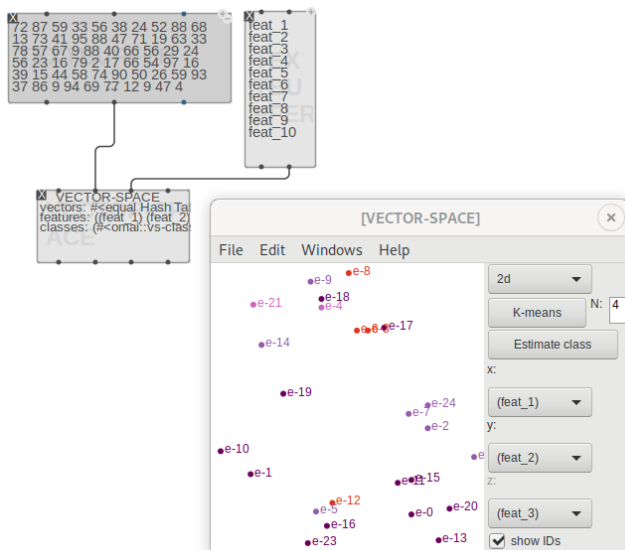 72 87 59 33 56 38 24 52 88 68
13 73 41 95 88 47 71 19 63 33
78 57 67 9 88 40 66 56 29 24
56 23 16 79 2 17 66 54 97 16
39 15 44 58 74 90 50 26 59 93
37 86 9 94 69 77 12 9 47 4
feat_1
feat_2
feat_3
feat_4
feat_5
feat_6
feat_7
feat_8
feat_9
feat_10
VECTOR-SPACE
vectors: #<equal Hash Ta
features: ((feat_1) (feat_2)
classes: (#<omai::vs-clas
ACE
[VECTOR-SPACE]
File Edit Windows Help
e-8
e-9
e-18
e-4
e-21
e-17
e-14
e-19
e-24
e-7
e-2
e-10
e-1
e-15
e-12
e-5
e-20
e-0
e-16
e-23
e-13
2d
K-means N: 4
Estimate class
x:
(feat_1)
y:
(feat_2)
z:
(feat_3)
show IDs